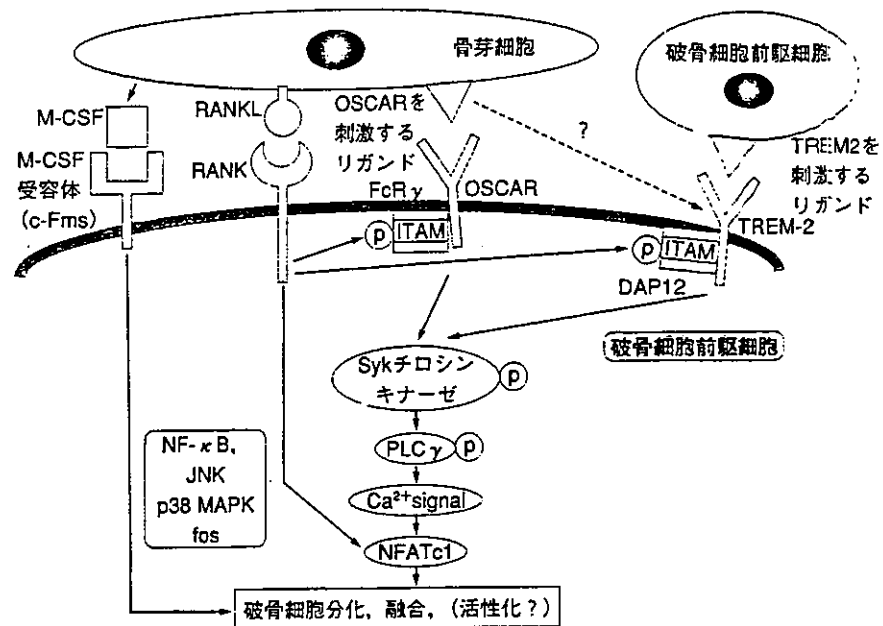 骨芽細胞
破骨細胞前駆細胞
M-CSF
RANKL
OSCARを
刺激する
リガンド
?
TREM2を
刺激する
リガンド
M-CSF
受容体
(c-Fms)
RANK
FcRγ
OSCAR
TREM-2
p
ITAM
p
ITAM
DAP12
破骨細胞前駆細胞
Sykチロシン
キナーゼ
p
NF-κB,
JNK
p38 MAPK
fos
PLCγ
p
Ca²⁺signal
NFATc1
破骨細胞分化,融合,(活性化?)